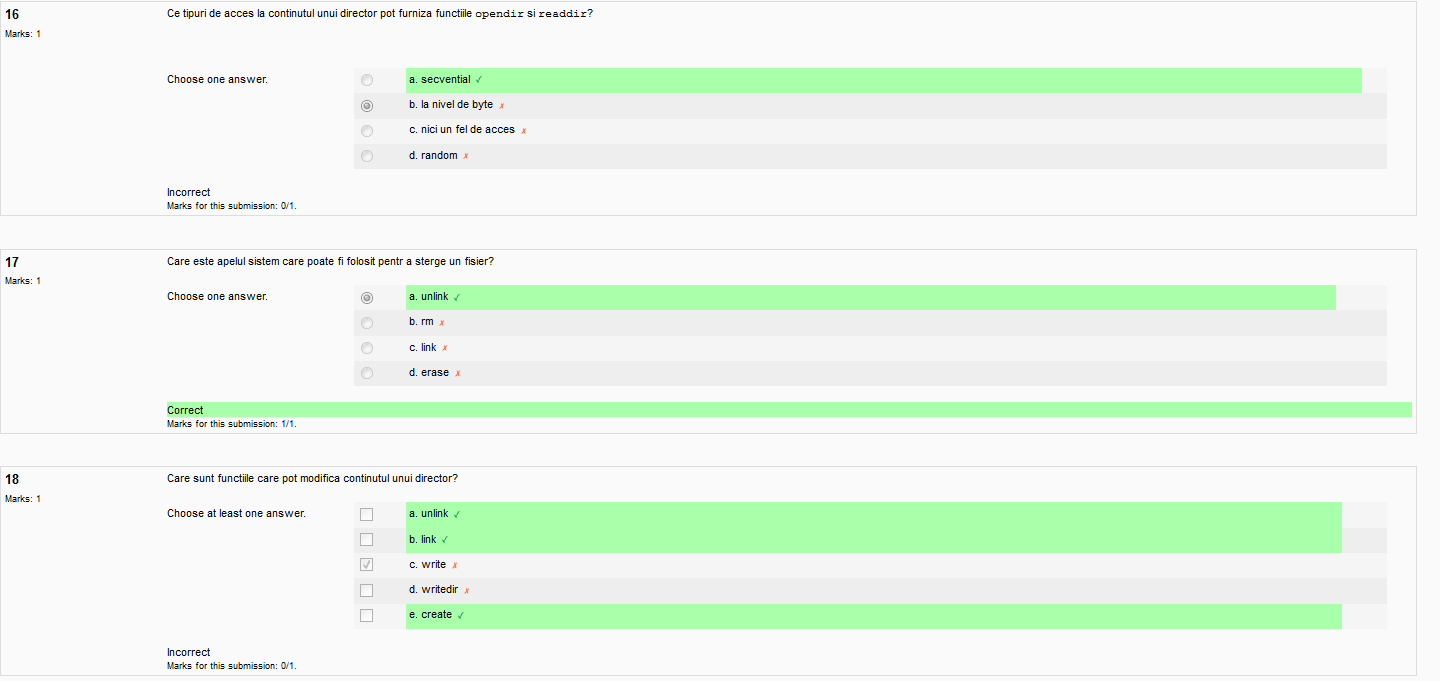 16
Marks: 1
Ce tipuri de acces la continutul unui director pot furniza functiile opendir si readdir?
Choose one answer.
a. secvential ✓
b. la nivel de byte ✗
c. nici un fel de acces ✗
d. random ✗
Incorrect
Marks for this submission: 0/1.
17
Marks: 1
Care este apelul sistem care poate fi folosit pentr a sterge un fisier?
Choose one answer.
a. unlink ✓
b. rm ✗
c. link ✗
d. erase ✗
Correct
Marks for this submission: 1/1.
18
Marks: 1
Care sunt functiile care pot modifica continutul unui director?
Choose at least one answer.
a. unlink ✓
b. link ✓
c. write ✗
d. writedir ✗
e. create ✓
Incorrect
Marks for this submission: 0/1.